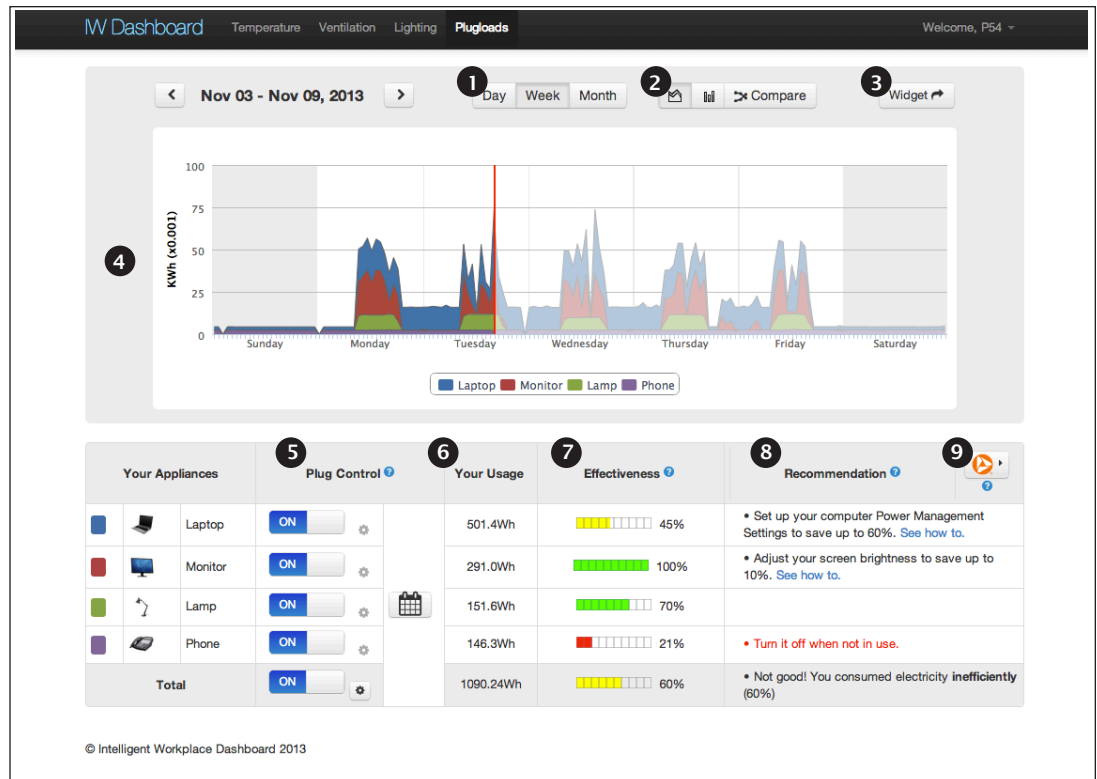 IW Dashboard Temperature Ventilation Lighting Plugloads Welcome, P54
1 2 3
Nov 03 - Nov 09, 2013 Day Week Month Compare Widget
100
75
50
25
0
KWh (x0.001)
4
Sunday Monday Tuesday Wednesday Thursday Friday Saturday
Laptop Monitor Lamp Phone
5 6 7 8 9
Your Appliances Plug Control ? Your Usage Effectiveness ? Recommendation ? ?
Laptop ON 501.4Wh 45% • Set up your computer Power Management
Settings to save up to 60%. See how to.
Monitor ON 291.0Wh 100% • Adjust your screen brightness to save up to
10%. See how to.
Lamp ON 151.6Wh 70%
Phone ON 146.3Wh 21% • Turn it off when not in use.
Total ON 1090.24Wh 60% • Not good! You consumed electricity inefficiently
(60%)
© Intelligent Workplace Dashboard 2013